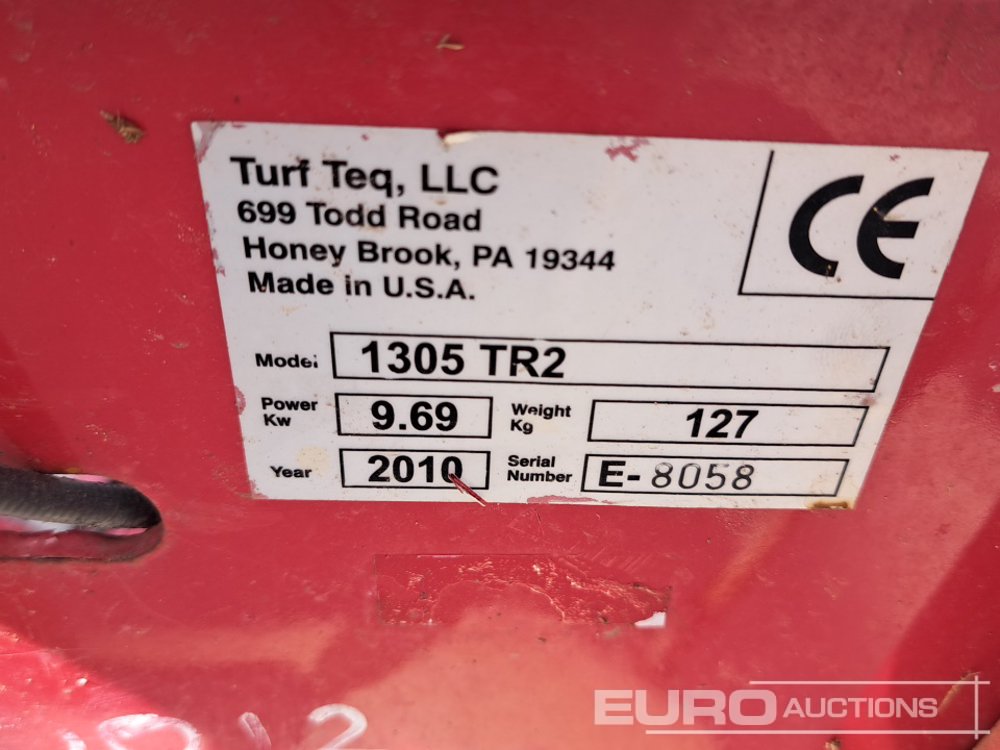 Turf Teq, LLC
699 Todd Road
Honey Brook, PA 19344
Made in U.S.A.
CE
Model 1305 TR2
Power Kw 9.69 Weight Kg 127
Year 2010 Serial Number E-8058
EURO AUCTIONS